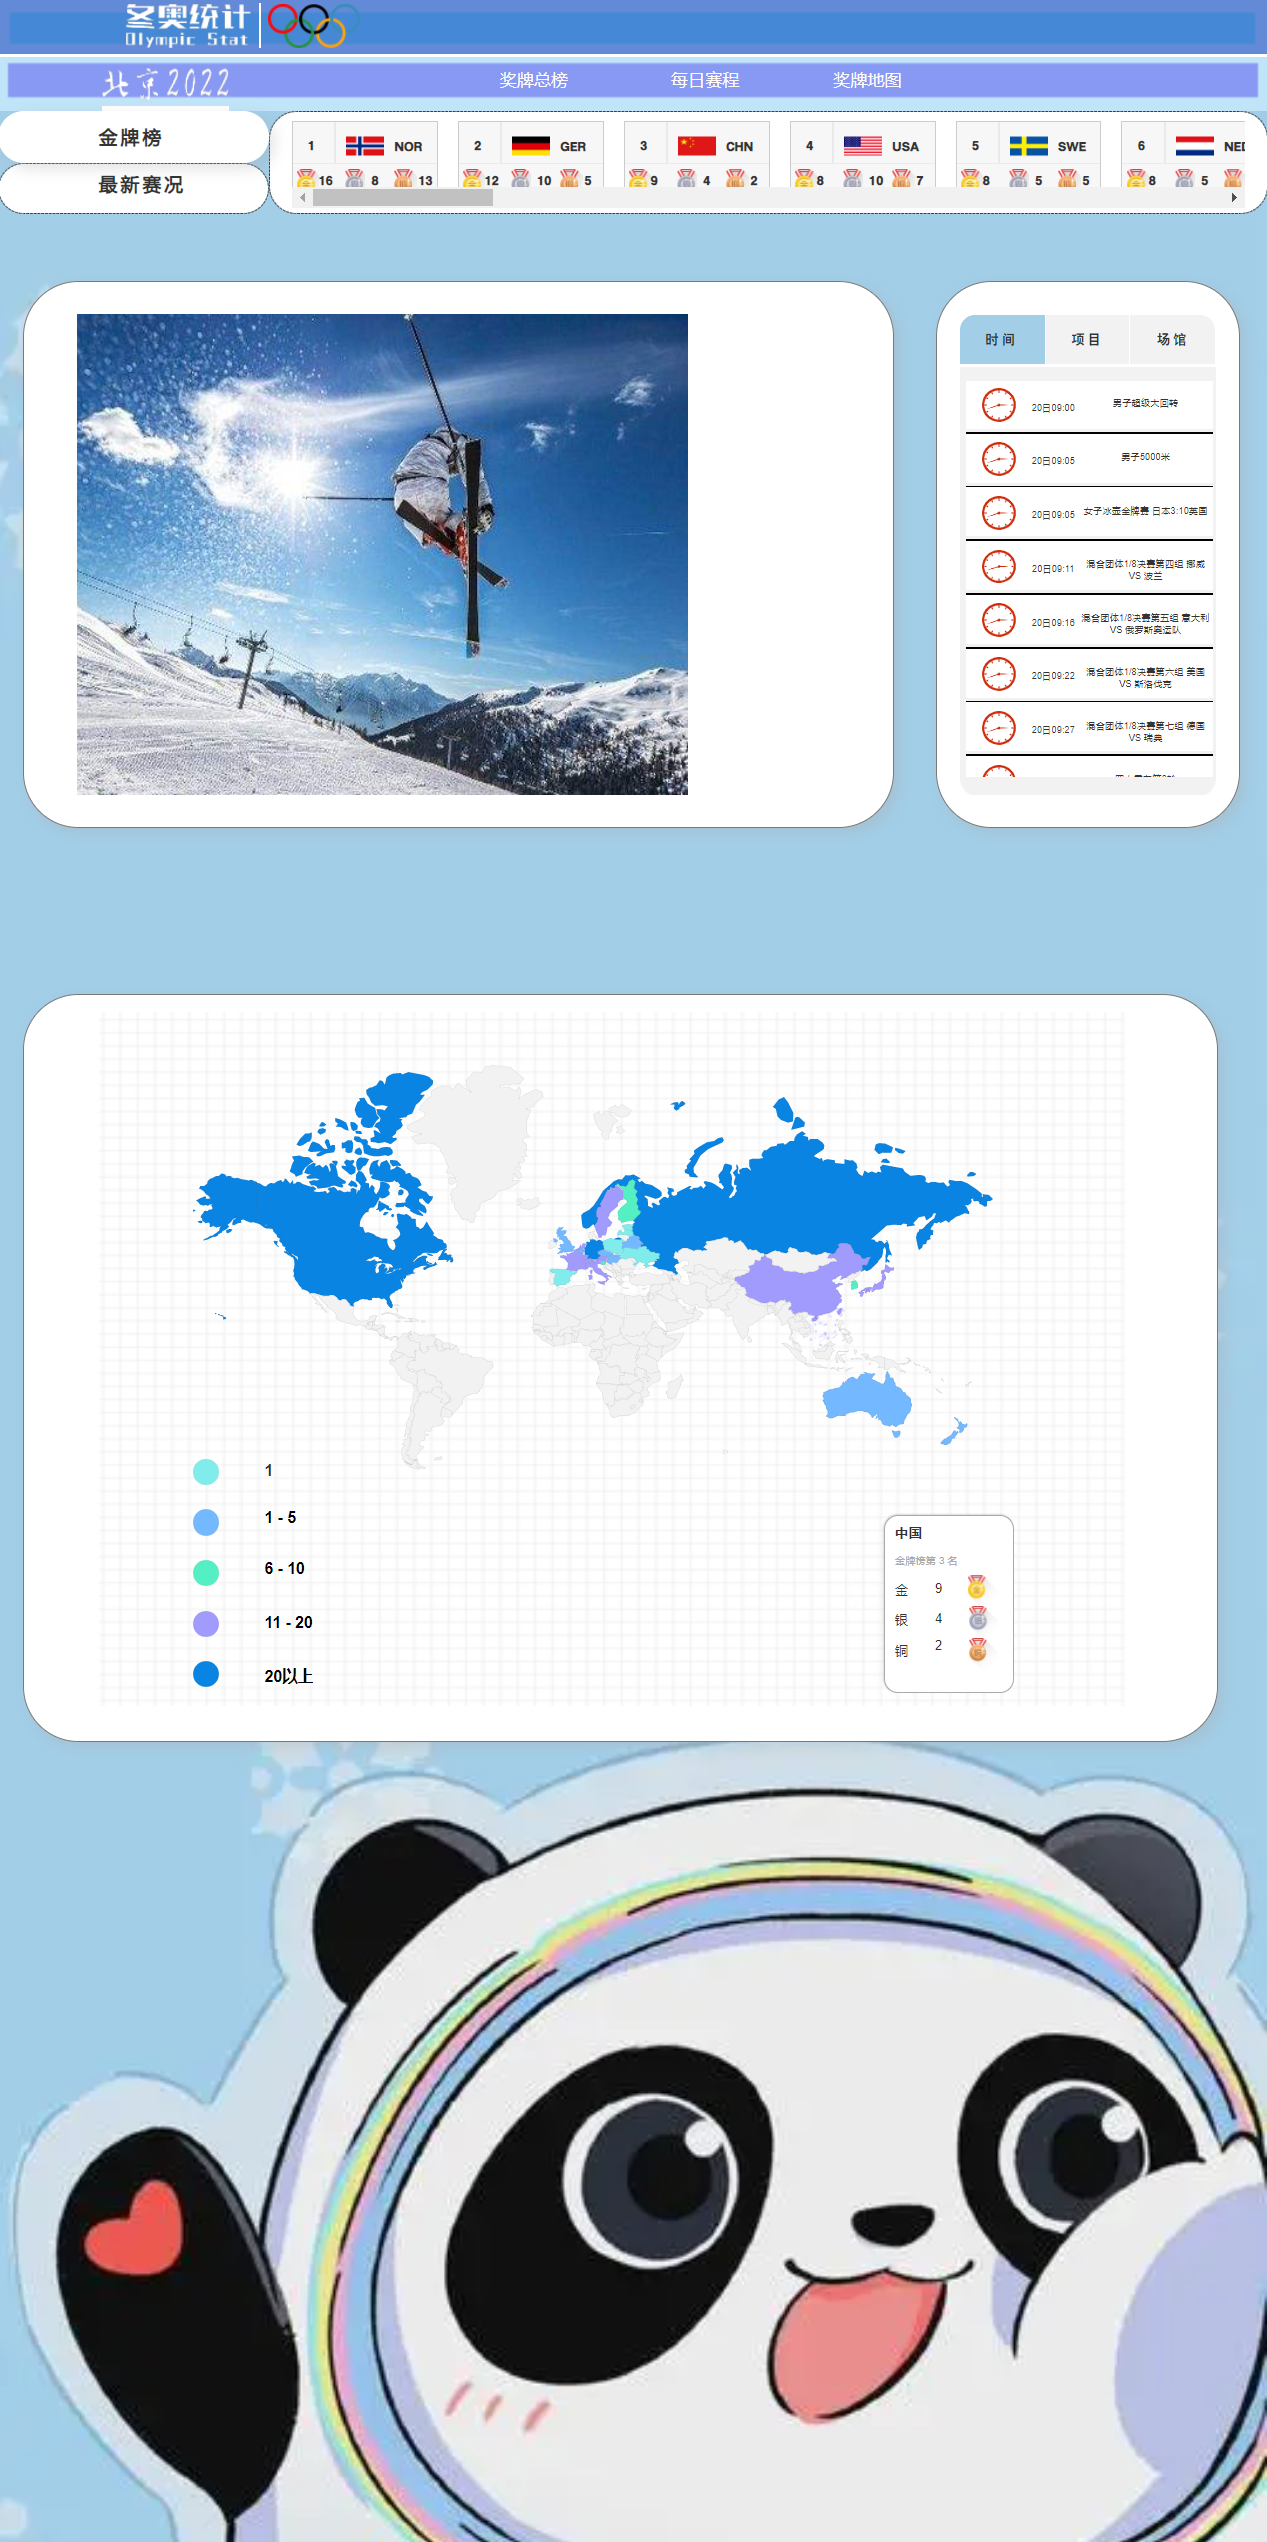 冬奥统计
Olympic Stat
北京2022
奖牌总榜 每日赛程 奖牌地图
金牌榜
最新赛况
1 NOR 2 GER 3 CHN 4 USA 5 SWE 6 NED
16 8 13 12 10 5 9 4 2 8 10 7 8 5 5 8 5
时间 项目 场馆
20日09:00 男子超级大回转
20日09:05 男子5000米
20日09:05 女子冰壶金牌赛 日本3:10英国
20日09:11 混合团体1/8决赛第四组 挪威
VS 波兰
20日09:16 混合团体1/8决赛第五组 意大利
VS 俄罗斯奥运队
20日09:22 混合团体1/8决赛第六组 美国
VS 斯洛伐克
20日09:27 混合团体1/8决赛第七组 德国
VS 瑞典
1
1 - 5
6 - 10
11 - 20
20以上
中国
金牌榜第 3 名
金 9
银 4
铜 2